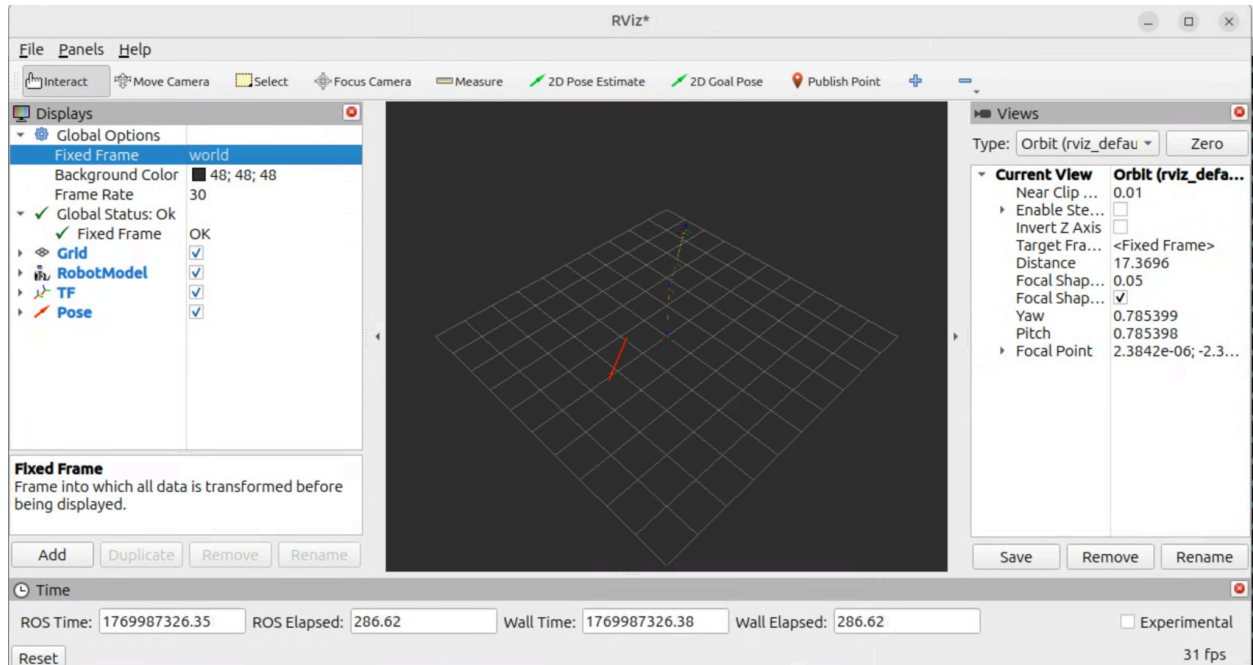 RViz*
File Panels Help
Interact Move Camera Select Focus Camera Measure 2D Pose Estimate 2D Goal Pose Publish Point
Displays
Global Options
Fixed Frame world
Background Color 48; 48; 48
Frame Rate 30
Global Status: Ok
Fixed Frame OK
Grid
RobotModel
TF
Pose
Fixed Frame
Frame into which all data is transformed before
being displayed.
Add Duplicate Remove Rename
Views
Type: Orbit (rviz_defau Zero
Current View Orbit (rviz_defa...
Near Clip ... 0.01
Enable Ste...
Invert Z Axis
Target Fra... <Fixed Frame>
Distance 17.3696
Focal Shap... 0.05
Focal Shap...
Yaw 0.785399
Pitch 0.785398
Focal Point 2.3842e-06; -2.3...
Save Remove Rename
Time
ROS Time: 1769987326.35 ROS Elapsed: 286.62 Wall Time: 1769987326.38 Wall Elapsed: 286.62 Experimental
Reset 31 fps